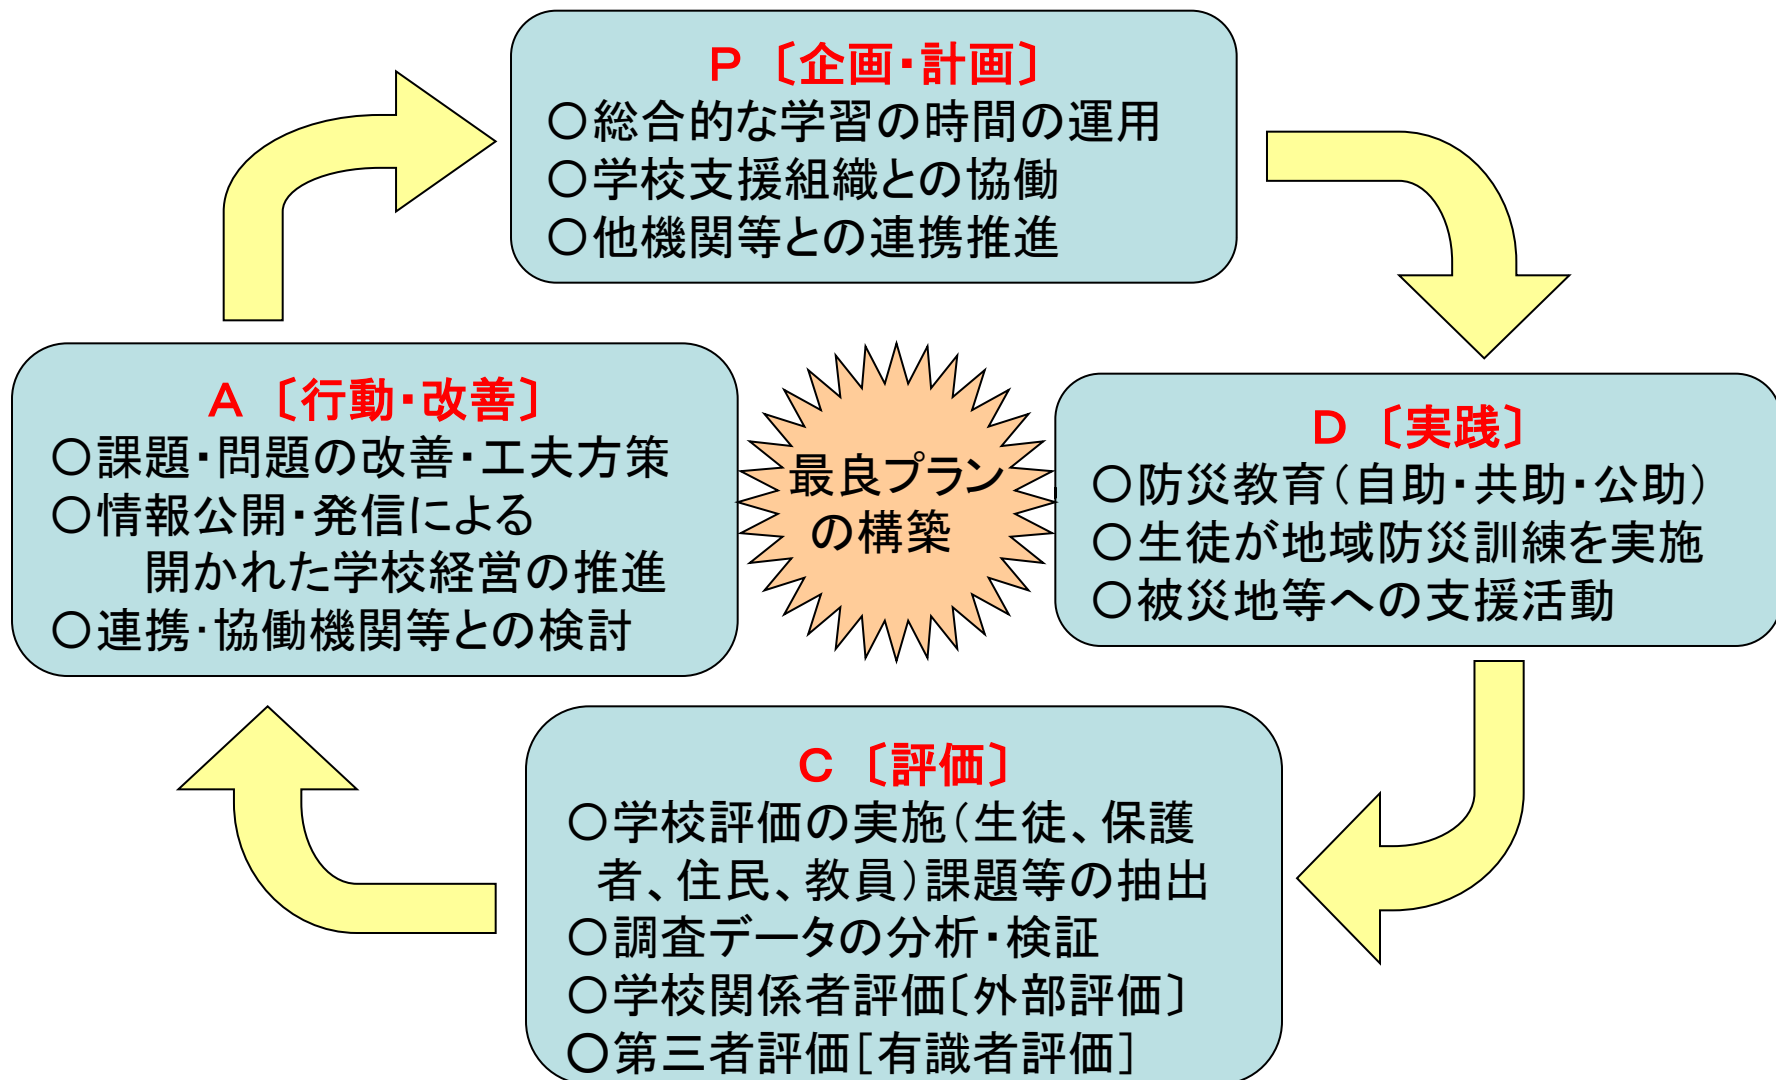 P〔企画・計画〕
○総合的な学習の時間の運用
○学校支援組織との協働
○他機関等との連携推進
A〔行動・改善〕
○課題・問題の改善・工夫方策
○情報公開・発信による
開かれた学校経営の推進
○連携・協働機関等との検討
最良プラン
の構築
D〔実践〕
○防災教育（自助・共助・公助）
○生徒が地域防災訓練を実施
○被災地等への支援活動
C〔評価〕
○学校評価の実施（生徒、保護
者、住民、教員）課題等の抽出
○調査データの分析・検証
○学校関係者評価〔外部評価〕
○第三者評価［有識者評価］